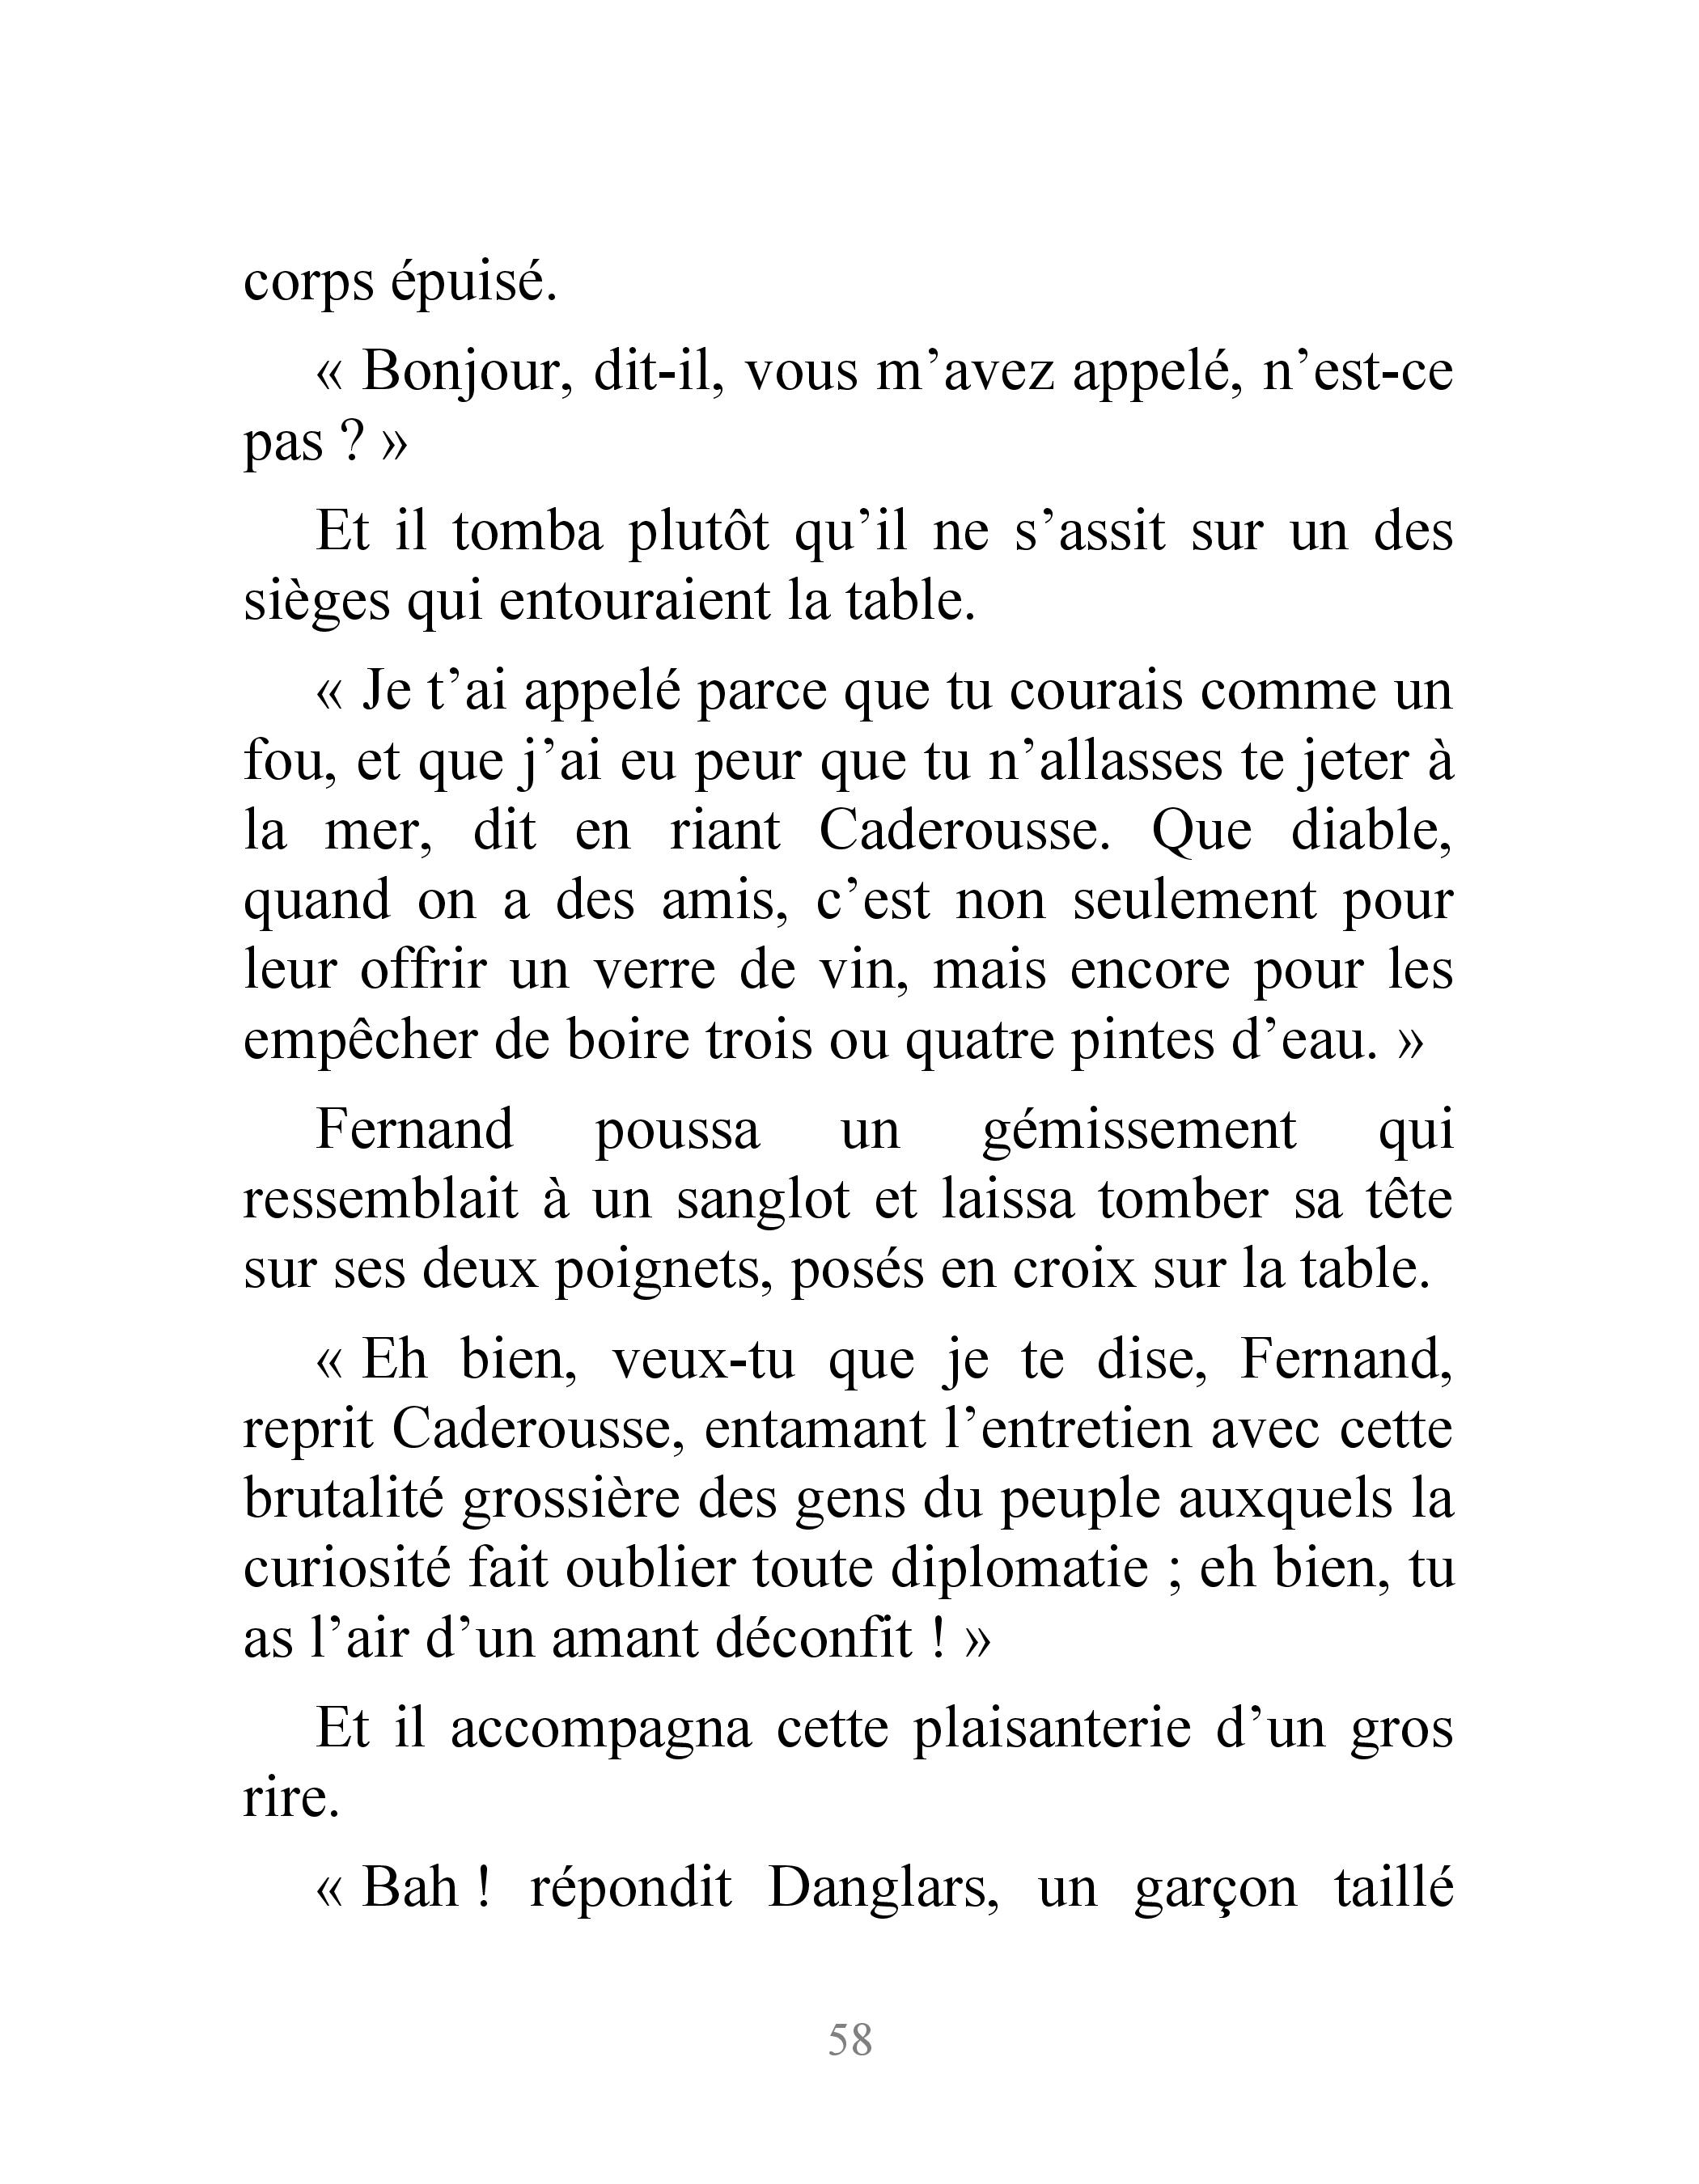 corps épuisé.
« Bonjour, dit-il, vous m’avez appelé, n’est-ce
pas ? »
Et il tomba plutôt qu’il ne s’assit sur un des
sièges qui entouraient la table.
« Je t’ai appelé parce que tu courais comme un
fou, et que j’ai eu peur que tu n’allasses te jeter à
la mer, dit en riant Caderousse. Que diable,
quand on a des amis, c’est non seulement pour
leur offrir un verre de vin, mais encore pour les
empêcher de boire trois ou quatre pintes d’eau. »
Fernand poussa un gémissement qui
ressemblait à un sanglot et laissa tomber sa tête
sur ses deux poignets, posés en croix sur la table.
« Eh bien, veux-tu que je te dise, Fernand,
reprit Caderousse, entamant l’entretien avec cette
brutalité grossière des gens du peuple auxquels la
curiosité fait oublier toute diplomatie ; eh bien, tu
as l’air d’un amant déconfit ! »
Et il accompagna cette plaisanterie d’un gros
rire.
« Bah ! répondit Danglars, un garçon taillé
58